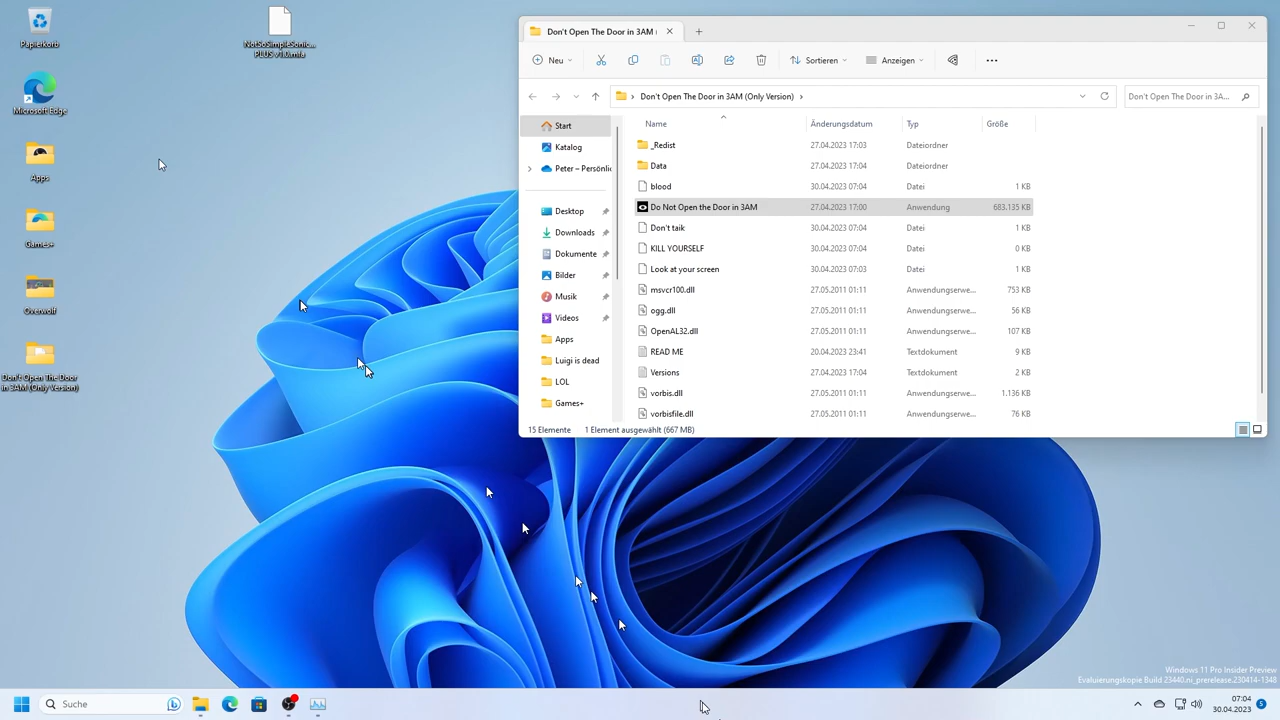 Papierkorb
Microsoft Edge
Apps
Games+
Overwolf
Don't Open The Door
in 3AM (Only Version)
NotSoSimpleSonic...
PLUS v1.0.mfa
Don't Open The Door in 3AM (
Neu
Sortieren
Anzeigen
Don't Open The Door in 3AM (Only Version)
Don't Open The Door in 3A...
Start
Katalog
Peter – Persönlic
Desktop
Downloads
Dokumente
Bilder
Musik
Videos
Apps
Luigi is dead
LOL
Games+
Name Änderungsdatum Typ Größe
_Redist 27.04.2023 17:03 Dateiordner
Data 27.04.2023 17:04 Dateiordner
blood 30.04.2023 07:04 Datei 1 KB
Do Not Open the Door in 3AM 27.04.2023 17:00 Anwendung 683.135 KB
Don't taik 30.04.2023 07:04 Datei 1 KB
KILL YOURSELF 30.04.2023 07:04 Datei 0 KB
Look at your screen 30.04.2023 07:03 Datei 1 KB
msvcr100.dll 27.05.2011 01:11 Anwendungserwe... 753 KB
ogg.dll 27.05.2011 01:11 Anwendungserwe... 56 KB
OpenAL32.dll 27.05.2011 01:11 Anwendungserwe... 107 KB
READ ME 20.04.2023 23:41 Textdokument 9 KB
Versions 27.04.2023 17:04 Textdokument 2 KB
vorbis.dll 27.05.2011 01:11 Anwendungserwe... 1.136 KB
vorbisfile.dll 27.05.2011 01:11 Anwendungserwe... 76 KB
15 Elemente 1 Element ausgewählt (667 MB)
Windows 11 Pro Insider Preview
Evaluierungskopie Build 23440.ni_prerelease.230414-1348
Suche
07:04
30.04.2023
5